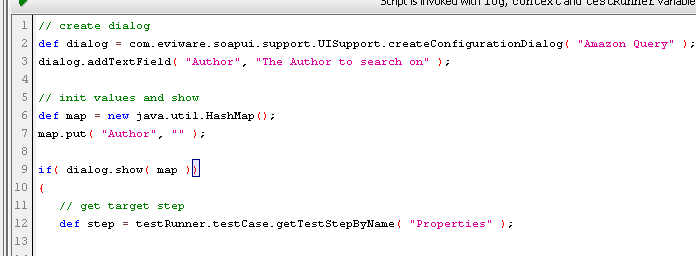 Script is invoked with log, context and testRunner variable
1 // create dialog
2 def dialog = com.eviware.soapui.support.UISupport.createConfigurationDialog( "Amazon Query" );
3 dialog.addTextField( "Author", "The Author to search on" );
4
5 // init values and show
6 def map = new java.util.HashMap();
7 map.put( "Author", "" );
8
9 if( dialog.show( map ))
10 {
11 // get target step
12 def step = testRunner.testCase.getTestStepByName( "Properties" );
13